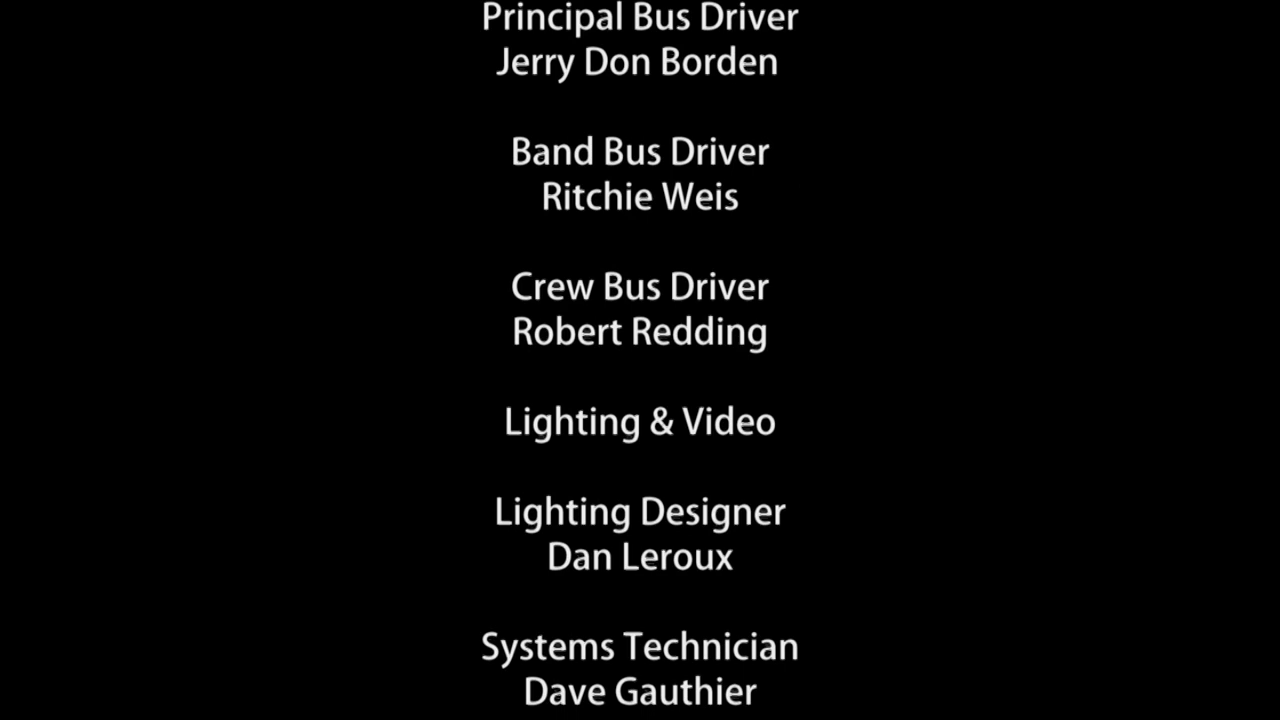 Principal Bus Driver
Jerry Don Borden
Band Bus Driver
Ritchie Weis
Crew Bus Driver
Robert Redding
Lighting & Video
Lighting Designer
Dan Leroux
Systems Technician
Dave Gauthier